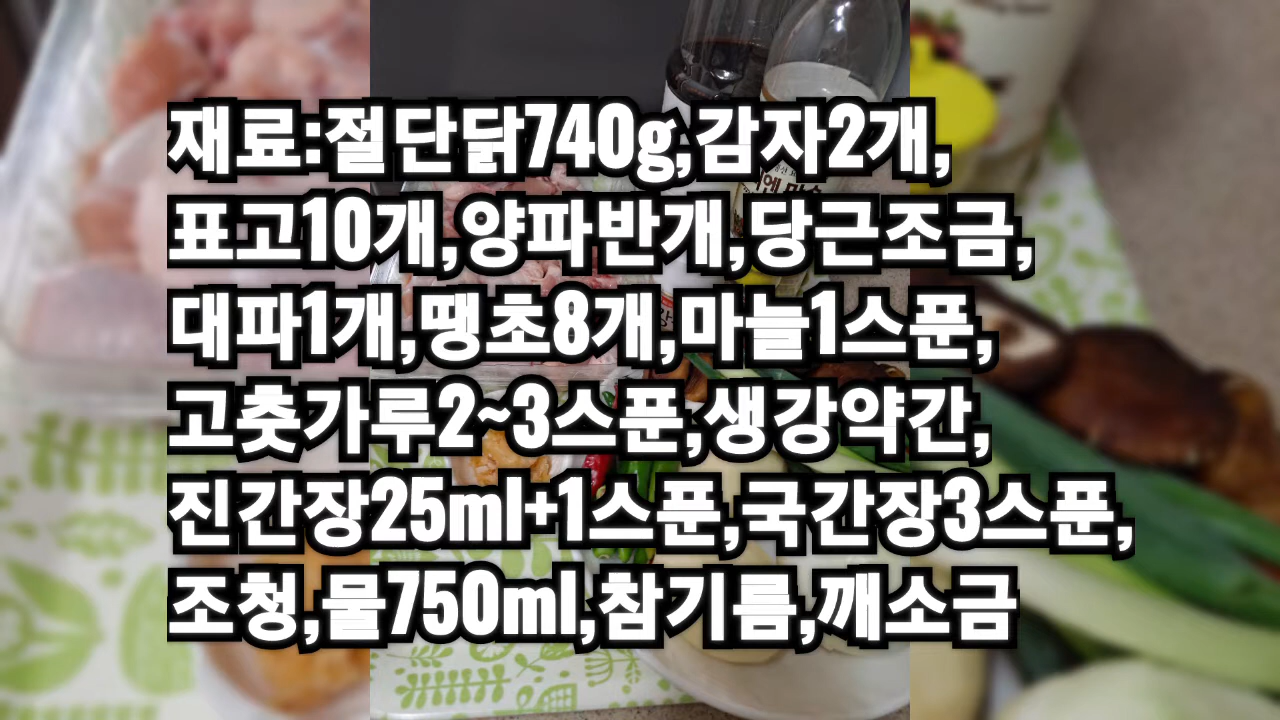 재료:절단닭740g,감자2개,
표고10개,양파반개,당근조금,
대파1개,땡초8개,마늘1스푼,
고춧가루2~3스푼,생강약간,
진간장25ml+1스푼,국간장3스푼,
조청,물750ml,참기름,깨소금